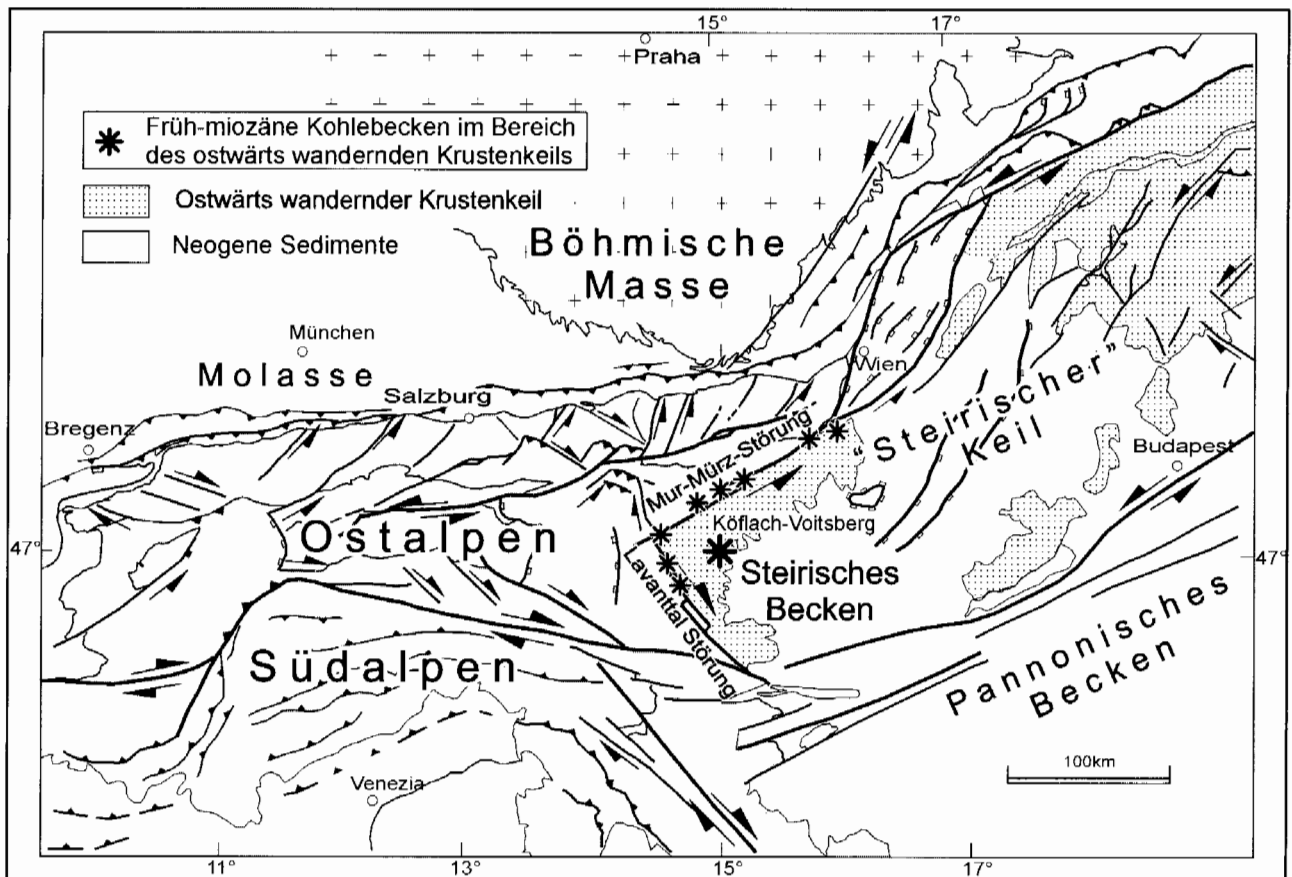 15° 17°
Praha
Früh-miozäne Kohlebecken im Bereich
des ostwärts wandernden Krustenkeils
Ostwärts wandernder Krustenkeil
Neogene Sedimente
Böhmische
Masse
München
Molasse
Salzburg
Bregenz
Wien
"Steirischer"
Keil
Budapest
Mur-Mürz-Störung
Köflach-Voitsberg
47° 47°
Ostalpen
Steirisches
Becken
Lavanttal Störung
Südalpen
Pannonisches
Becken
100km
Venezia
11° 13° 15° 17°